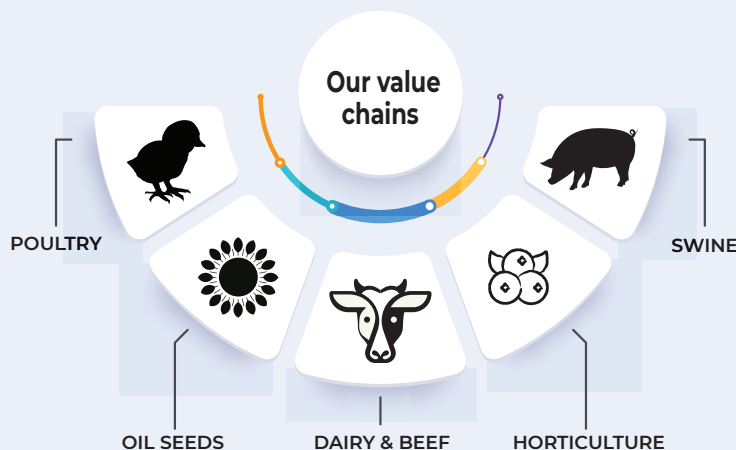 Our value
chains
POULTRY
SWINE
OIL SEEDS
DAIRY & BEEF
HORTICULTURE